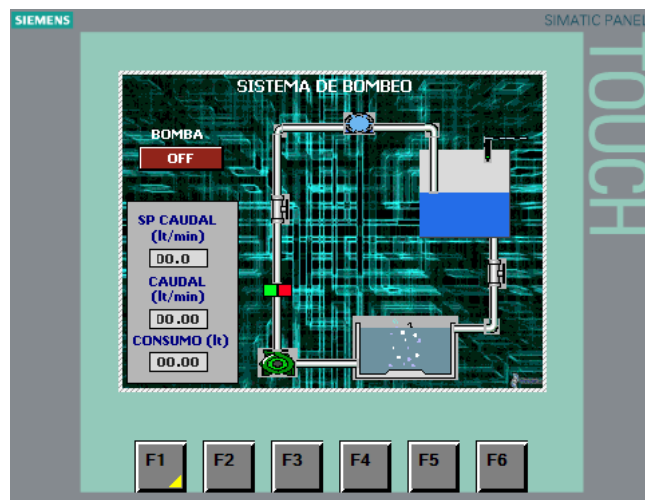 SIEMENS
SIMATIC PANEL
TOUCH
SISTEMA DE BOMBEO
BOMBA
OFF
SP CAUDAL
(lt/min)
00.0
CAUDAL
(lt/min)
00.00
CONSUMO (lt)
00.00
F1
F2
F3
F4
F5
F6